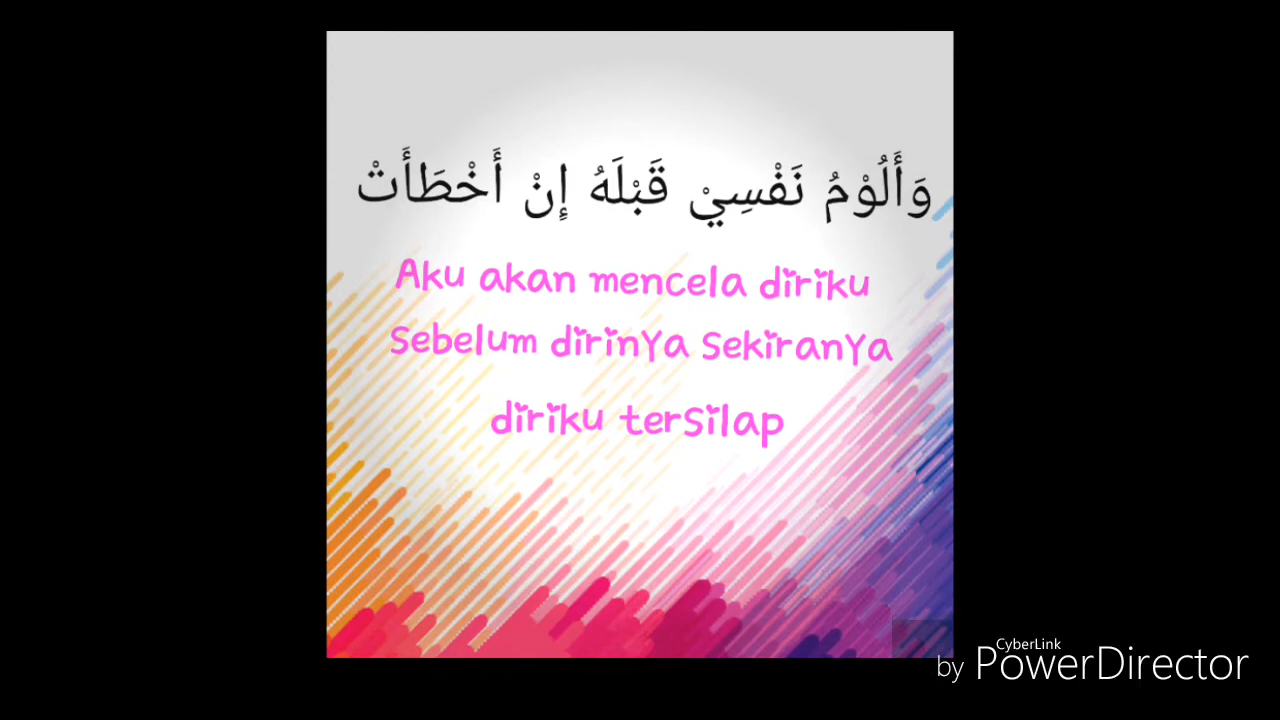 وَأَلُوْمُ نَفْسِيْ قَبْلَهُ إِنْ أَخْطَأَتْ
Aku akan mencela diriku
Sebelum dirinYa SekiranYa
diriku terSilap
CyberLink
by PowerDirector